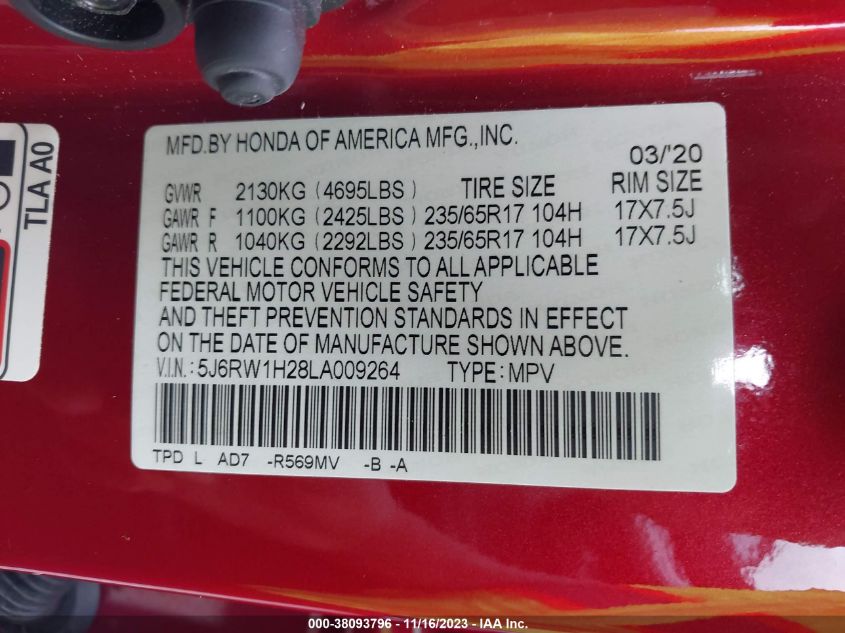 MFD.BY HONDA OF AMERICA MFG.,INC.
03/'20
GVWR 2130KG (4695LBS) TIRE SIZE RIM SIZE
GAWR F 1100KG (2425LBS) 235/65R17 104H 17X7.5J
GAWR R 1040KG (2292LBS) 235/65R17 104H 17X7.5J
THIS VEHICLE CONFORMS TO ALL APPLICABLE
FEDERAL MOTOR VEHICLE SAFETY
AND THEFT PREVENTION STANDARDS IN EFFECT
ON THE DATE OF MANUFACTURE SHOWN ABOVE.
V.I.N.:5J6RW1H28LA009264 TYPE:MPV
TPD L AD7 -R569MV -B -A
TLA A0
000-38093796 - 11/16/2023 - IAA Inc.